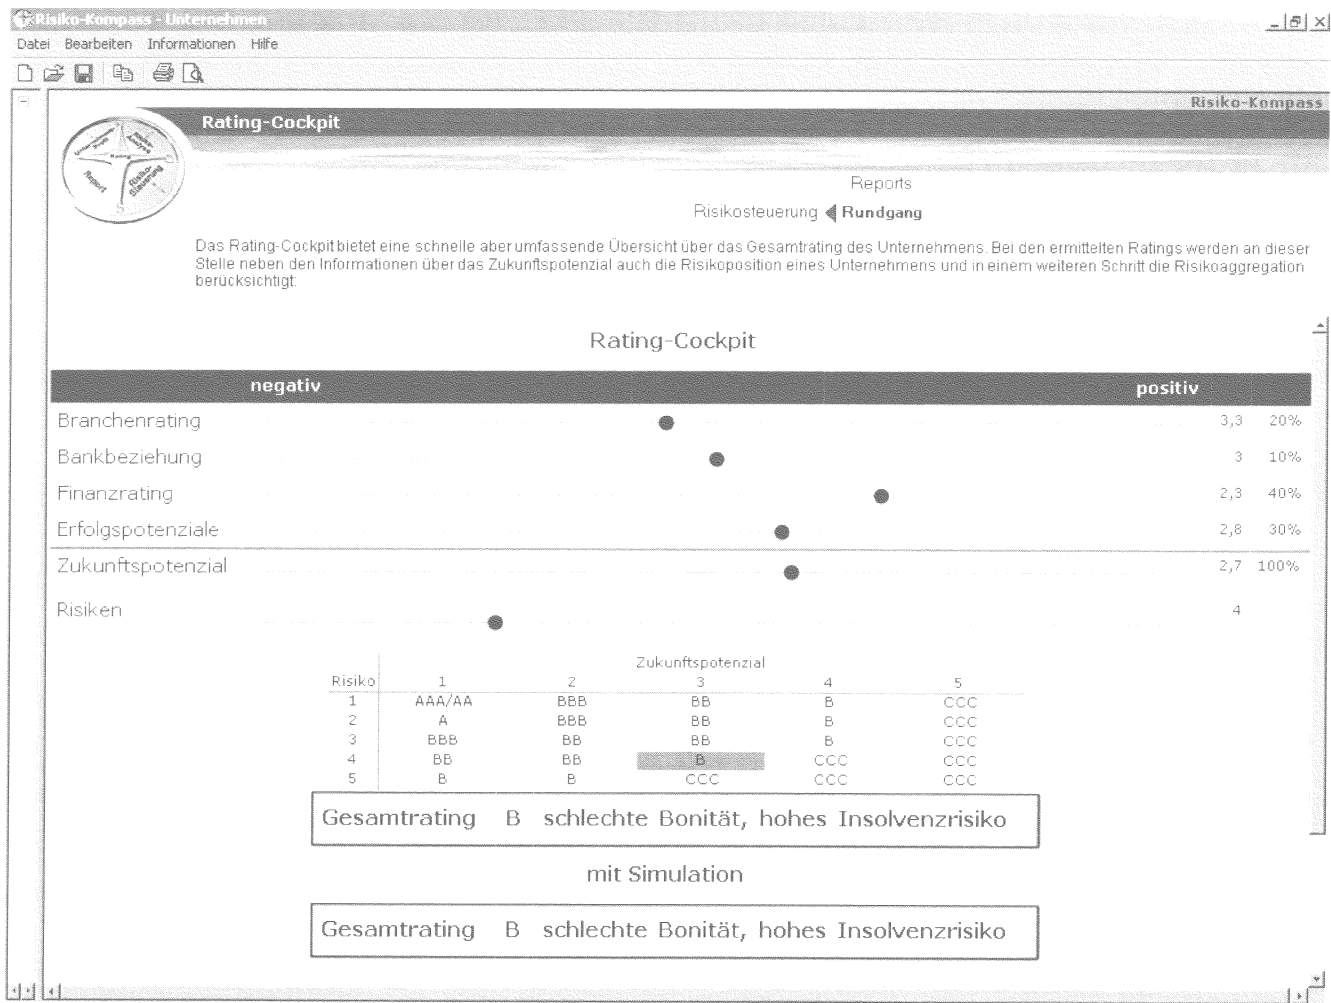 Risiko-Kompass - Unternehmen
Datei Bearbeiten Informationen Hilfe
Risiko-Kompass
Rating-Cockpit
Report
Risiko-Steuerung
S
Reports
Risikosteuerung Rundgang
Das Rating-Cockpit bietet eine schnelle aber umfassende Übersicht über das Gesamtrating des Unternehmens. Bei den ermittelten Ratings werden an dieser
Stelle neben den Informationen über das Zukunftspotenzial auch die Risikoposition eines Unternehmens und in einem weiteren Schritt die Risikoaggregation
berücksichtigt:
Rating-Cockpit
negativ positiv
Branchenrating 3,3 20%
Bankbeziehung 3 10%
Finanzrating 2,3 40%
Erfolgspotenziale 2,8 30%
Zukunftspotenzial 2,7 100%
Risiken 4
Zukunftspotenzial
Risiko 1 2 3 4 5
1 AAA/AA BBB BB B CCC
2 A BBB BB B CCC
3 BBB BB BB B CCC
4 BB BB B CCC CCC
5 B B CCC CCC CCC
Gesamtrating B schlechte Bonität, hohes Insolvenzrisiko
mit Simulation
Gesamtrating B schlechte Bonität, hohes Insolvenzrisiko